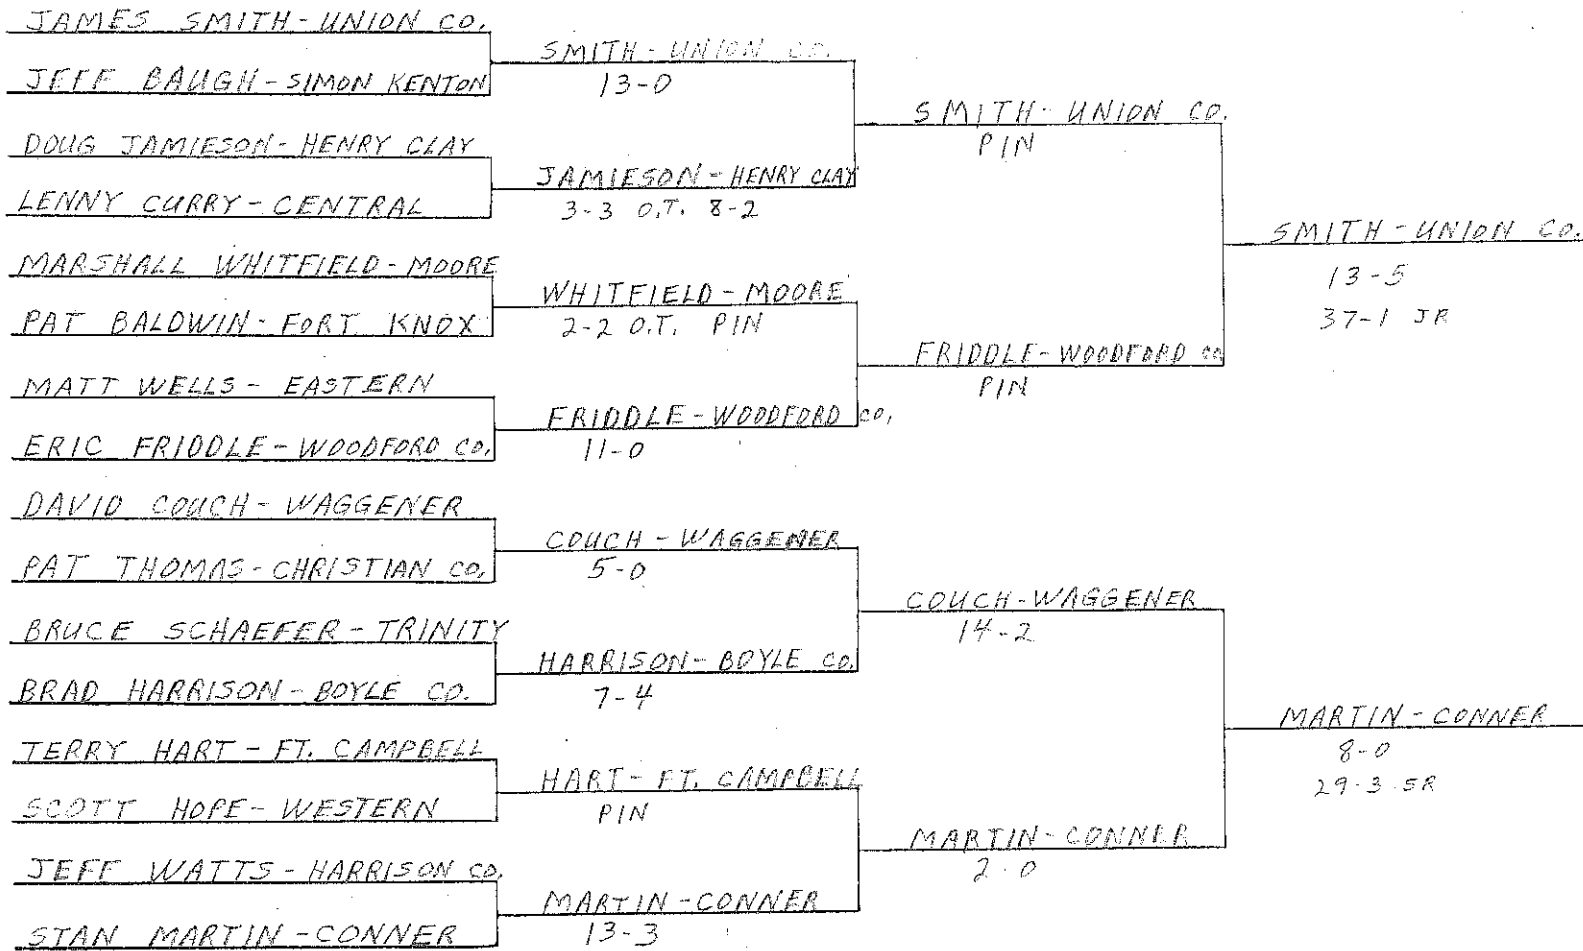 JAMES SMITH - UNION CO.
JEFF BAUGH - SIMON KENTON
DOUG JAMIESON - HENRY CLAY
LENNY CURRY - CENTRAL
MARSHALL WHITFIELD - MOORE
PAT BALDWIN - FORT KNOX
MATT WELLS - EASTERN
ERIC FRIDDLE - WOODFORD CO.
DAVID COUCH - WAGGENER
PAT THOMAS - CHRISTIAN CO.
BRUCE SCHAEFER - TRINITY
BRAD HARRISON - BOYLE CO.
TERRY HART - FT. CAMPBELL
SCOTT HOPE - WESTERN
JEFF WATTS - HARRISON CO.
STAN MARTIN - CONNER
SMITH - UNION CO.
13-0
JAMIESON - HENRY CLAY
3-3 O.T. 8-2
WHITFIELD - MOORE
2-2 O.T. PIN
FRIDDLE - WOODFORD CO.
11-0
COUCH - WAGGENER
5-0
HARRISON - BOYLE CO.
7-4
HART - FT. CAMPBELL
PIN
MARTIN - CONNER
13-3
SMITH - UNION CO.
PIN
FRIDDLE - WOODFORD CO
PIN
COUCH - WAGGENER
14-2
MARTIN - CONNER
2-0
SMITH - UNION CO.
13-5
37-1 JR
MARTIN - CONNER
8-0
29-3 SR